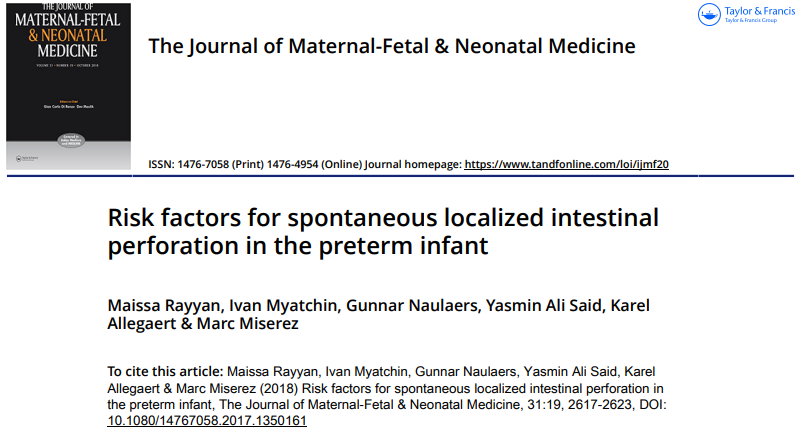 THE JOURNAL OF
MATERNAL-FETAL
& NEONATAL
MEDICINE
Taylor & Francis
Taylor & Francis Group
The Journal of Maternal-Fetal & Neonatal Medicine
ISSN: 1476-7058 (Print) 1476-4954 (Online) Journal homepage: https://www.tandfonline.com/loi/ijmf20
Risk factors for spontaneous localized intestinal
perforation in the preterm infant
Maissa Rayyan, Ivan Myatchin, Gunnar Naulaers, Yasmin Ali Said, Karel
Allegaert & Marc Miserez
To cite this article: Maissa Rayyan, Ivan Myatchin, Gunnar Naulaers, Yasmin Ali Said, Karel
Allegaert & Marc Miserez (2018) Risk factors for spontaneous localized intestinal perforation in
the preterm infant, The Journal of Maternal-Fetal & Neonatal Medicine, 31:19, 2617-2623, DOI:
10.1080/14767058.2017.1350161